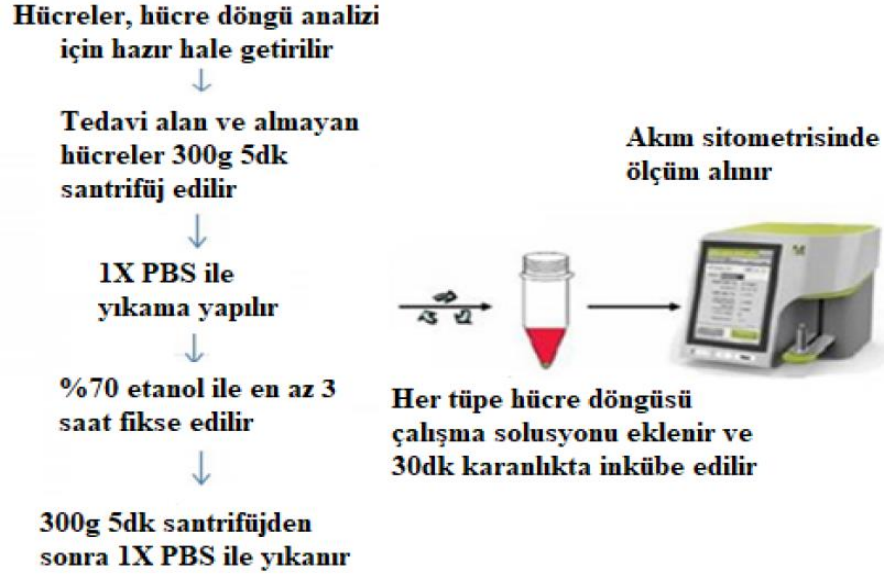 Hücreler, hücre döngü analizi
için hazır hale getirilir
Tedavi alan ve almayan
hücreler 300g 5dk
santrifüj edilir
1X PBS ile
yıkama yapılır
%70 etanol ile en az 3
saat fikse edilir
300g 5dk santrifüjden
sonra 1X PBS ile yıkanır
Her tüpe hücre döngüsü
çalışma solusyonu eklenir ve
30dk karanlıkta inkübe edilir
Akım sitometrisinde
ölçüm alınır